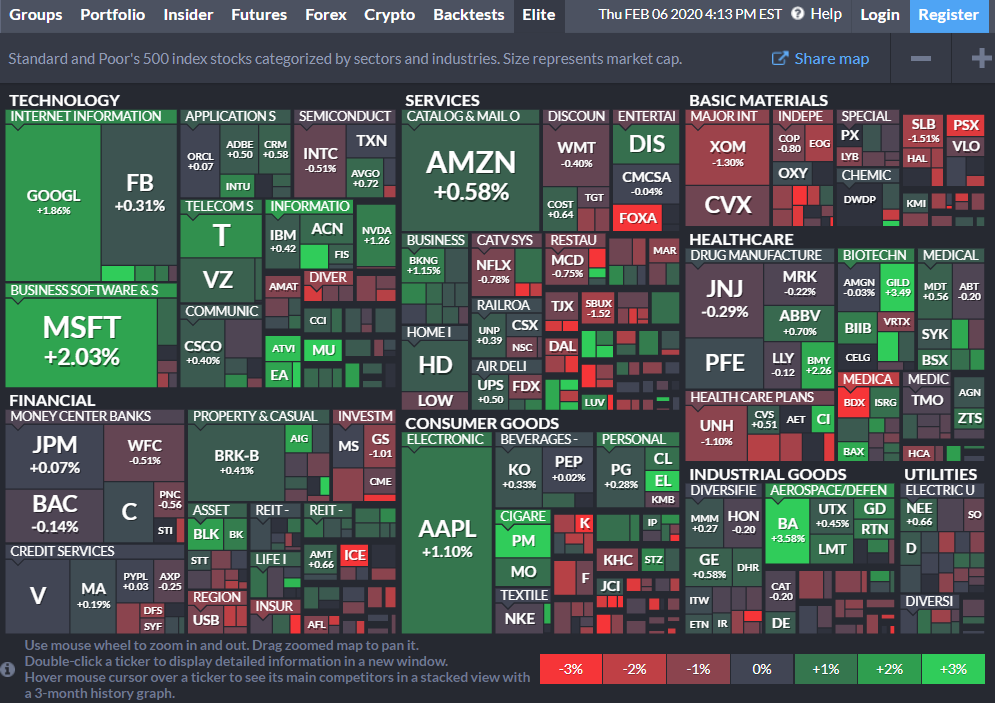 Groups Portfolio Insider Futures Forex Crypto Backtests Elite Thu FEB 06 2020 4:13 PM EST Help Login Register
Standard and Poor's 500 index stocks categorized by sectors and industries. Size represents market cap.
Share map
TECHNOLOGY
INTERNET INFORMATION
GOOGL
+1.86%
FB
+0.31%
BUSINESS SOFTWARE & S
MSFT
+2.03%
APPLICATION S
ORCL
+0.07
ADBE
+0.50
CRM
+0.58
INTU
TELECOM S
T
VZ
COMMUNIC
CSCO
+0.40%
SEMICONDUCT
INTC
-0.51%
TXN
AVGO
+0.72
NVDA
+1.26
INFORMATIO
IBM
+0.42
ACN
FIS
AMAT
DIVER
CCI
ATVI
MU
EA
FINANCIAL
MONEY CENTER BANKS
JPM
+0.07%
WFC
-0.51%
BAC
-0.14%
C
PNC
-0.56
STI
CREDIT SERVICES
V
MA
+0.19%
PYPL
+0.03
AXP
-0.25
DFS
SYF
PROPERTY & CASUAL
BRK-B
+0.41%
AIG
INVESTM
MS
GS
-1.01
CME
ASSET
BLK
BK
STT
REIT -
REIT -
AMT
+0.66
ICE
LIFE I
REGION
USB
INSUR
AFL
SERVICES
CATALOG & MAIL O
AMZN
+0.58%
DISCOUN
WMT
-0.40%
COST
+0.64
TGT
ENTERTAI
DIS
CMCSA
-0.04%
FOXA
BUSINESS
BKNG
+1.15%
CATV SYS
NFLX
-0.78%
RESTAU
MCD
-0.75%
SBUX
-1.52
MAR
RAILROA
UNP
+0.39
CSX
NSC
TJX
HOME I
HD
LOW
DAL
AIR DELI
UPS
+0.50
FDX
LUV
CONSUMER GOODS
ELECTRONIC
AAPL
+1.10%
BEVERAGES -
KO
+0.33%
PEP
+0.02%
PERSONAL
PG
+0.28%
CL
EL
KMB
CIGARE
PM
MO
K
IP
F
KHC
STZ
JCI
TEXTILE
NKE
BASIC MATERIALS
MAJOR INT
XOM
-1.30%
CVX
INDEPE
COP
-0.80
EOG
OXY
SPECIAL
PX
LYB
CHEMIC
DWDP
SLB
-1.51%
PSX
VLO
HAL
KMI
HEALTHCARE
DRUG MANUFACTURE
JNJ
-0.29%
MRK
-0.22%
ABBV
+0.70%
PFE
LLY
-0.12
BMY
+2.26
BIOTECHN
AMGN
-0.03%
GILD
+3.49
BIIB
VRTX
CELG
MEDICAL
MDT
+0.56
ABT
-0.20
SYK
BSX
HEALTH CARE PLANS
UNH
-1.10%
CVS
+0.51
AET
CI
MEDICA
BDX
ISRG
BAX
MEDIC
TMO
AGN
ZTS
HCA
INDUSTRIAL GOODS
DIVERSIFIE
MMM
+0.27
HON
-0.20
GE
+0.58%
DHR
ITW
ETN
IR
AEROSPACE/DEFEN
BA
+3.58%
UTX
+0.45%
GD
RTN
LMT
CAT
-0.20
DE
UTILITIES
ELECTRIC U
NEE
+0.66
SO
D
DIVERSI
Use mouse wheel to zoom in and out. Drag zoomed map to pan it.
Double-click a ticker to display detailed information in a new window.
Hover mouse cursor over a ticker to see its main competitors in a stacked view with
a 3-month history graph.
-3% -2% -1% 0% +1% +2% +3%